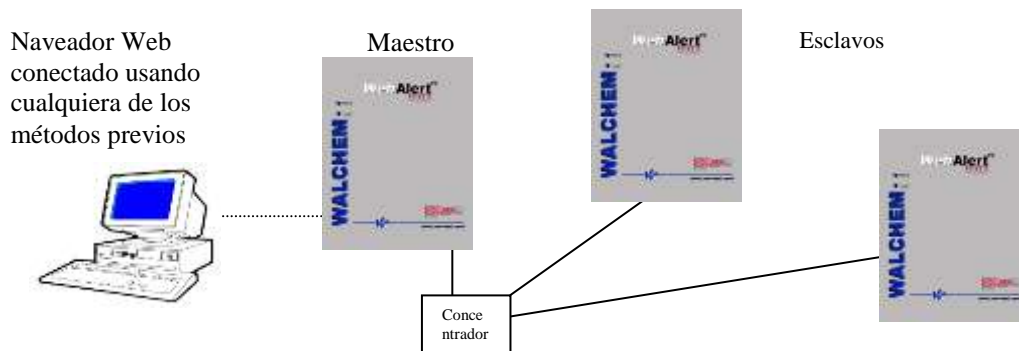 Naveador Web
conectado usando
cualquiera de los
métodos previos
Maestro
Esclavos
Alert
WALCHEM
Alert
WALCHEM
Alert
WALCHEM
Conce
ntrador